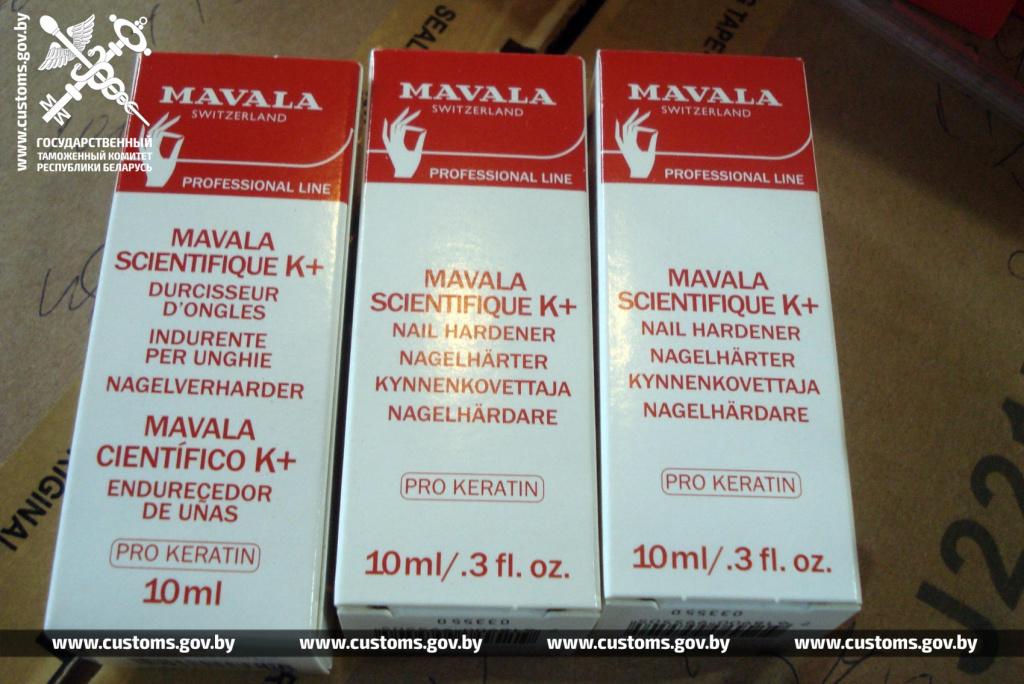 www.customs.gov.by
ГОСУДАРСТВЕННЫЙ
ТАМОЖЕННЫЙ КОМИТЕТ
РЕСПУБЛИКИ БЕЛАРУСЬ
MAVALA
SWITZERLAND
PROFESSIONAL LINE
MAVALA
SCIENTIFIQUE K+
DURCISSEUR
D'ONGLES
INDURENTE
PER UNGHIE
NAGELVERHARDER
MAVALA
CIENTÍFICO K+
ENDURECEDOR
DE UÑAS
PRO KERATIN
10ml
MAVALA
SWITZERLAND
PROFESSIONAL LINE
MAVALA
SCIENTIFIQUE K+
NAIL HARDENER
NAGELHÄRTER
KYNNENKOVETTAJA
NAGELHÄRDARE
PRO KERATIN
10ml/.3 fl. oz.
033550
MAVALA
SWITZERLAND
PROFESSIONAL LINE
MAVALA
SCIENTIFIQUE K+
NAIL HARDENER
NAGELHÄRTER
KYNNENKOVETTAJA
NAGELHÄRDARE
PRO KERATIN
10ml/.3 fl. oz.
033550
www.customs.gov.by www.customs.gov.by www.customs.gov.by www.customs.gov.by